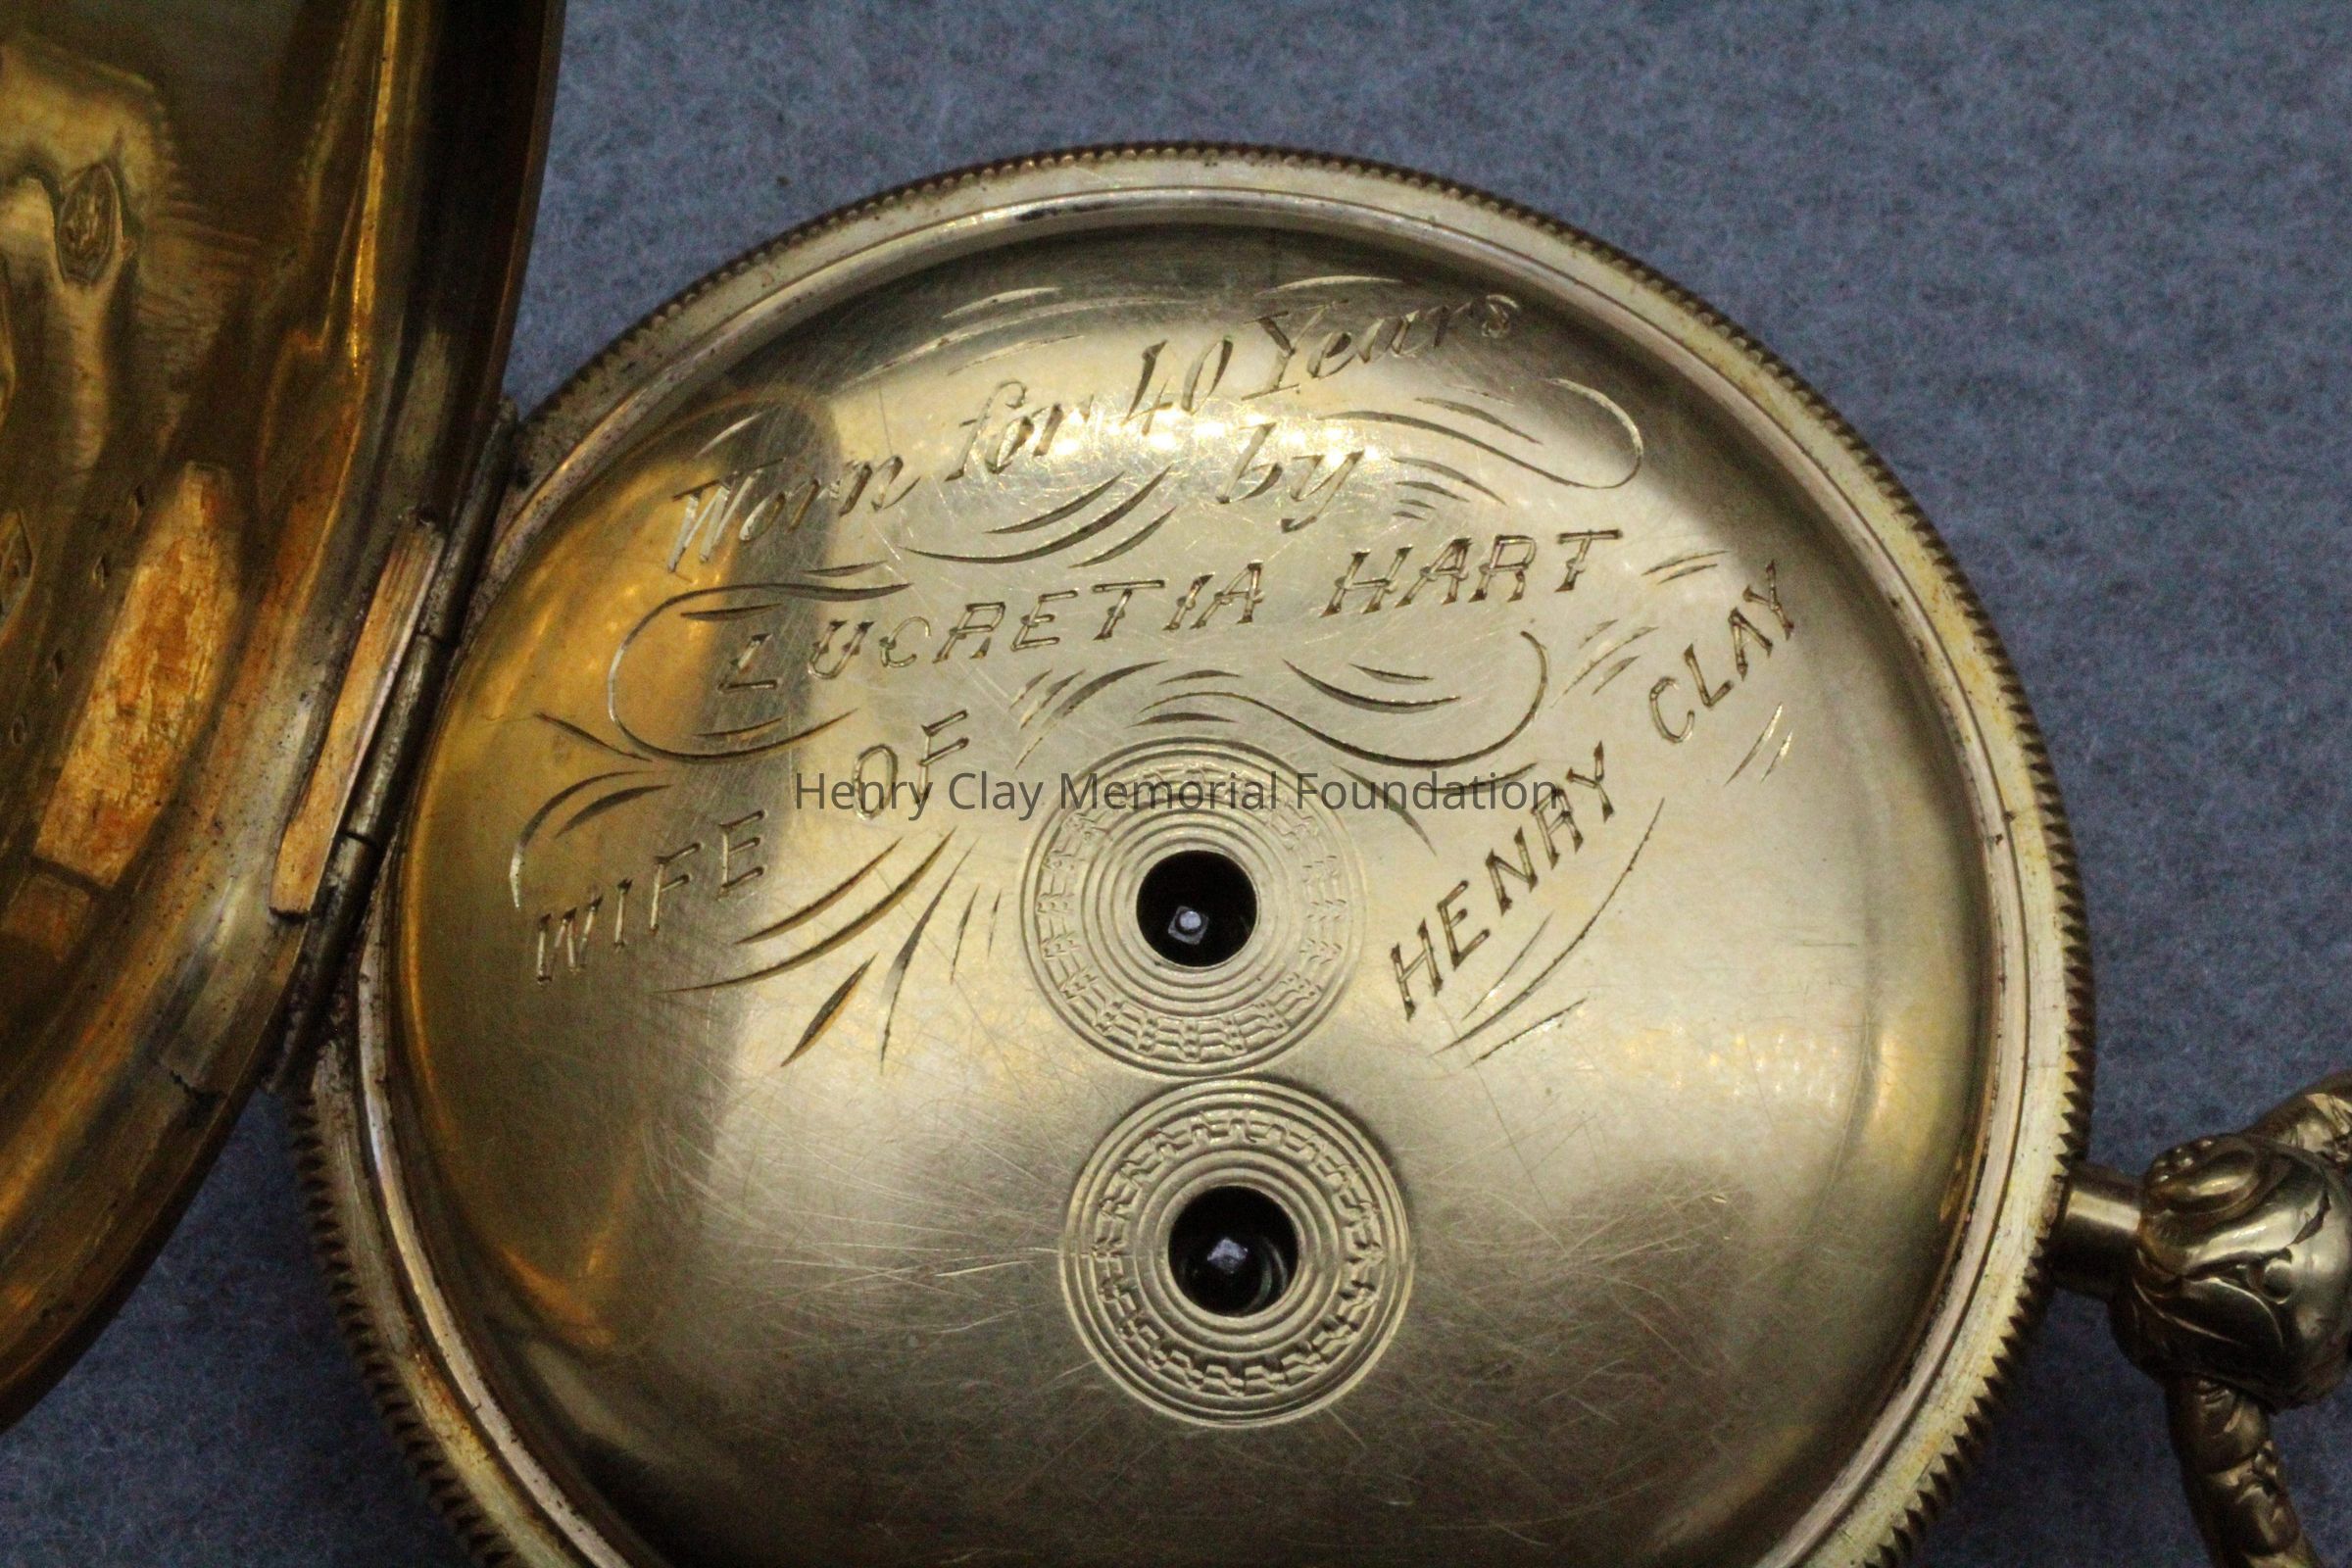 Worn for 40 Years
by
LUCRETIA HART
WIFE OF HENRY CLAY
Henry Clay Memorial Foundation